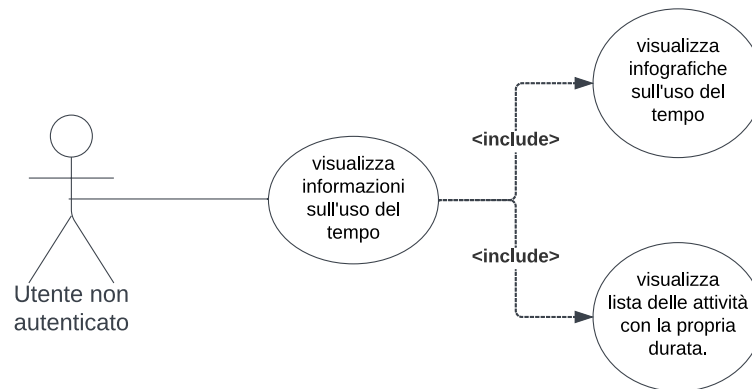 Utente non
autenticato
visualizza
informazioni
sull'uso del
tempo
<include>
visualizza
infografiche
sull'uso del
tempo
<include>
visualizza
lista delle attività
con la propria
durata.